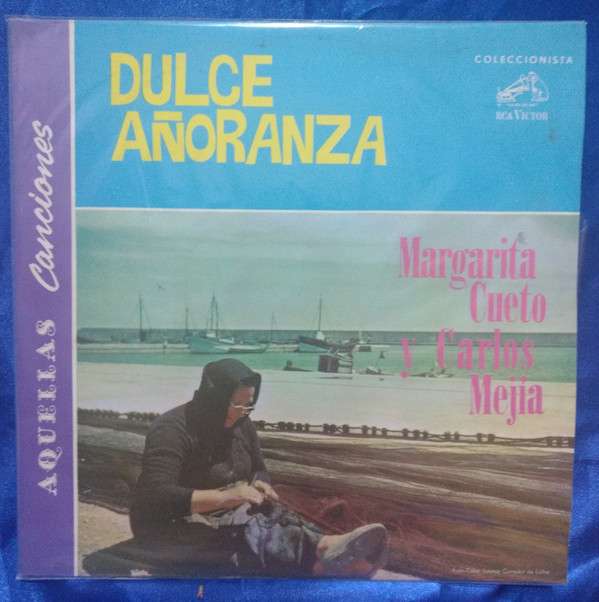 DULCE
AÑORANZA
COLECCIONISTA
RCA VICTOR
AQUELLAS Canciones
Margarita
Cueto
y Carlos
Mejía